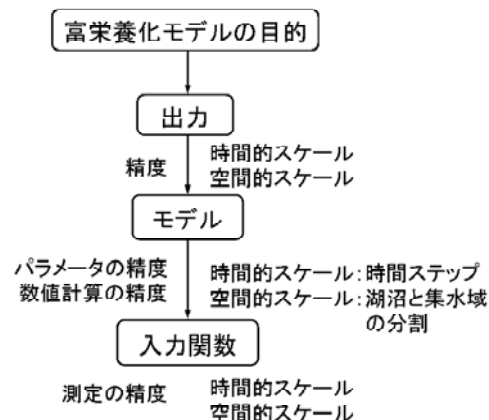 富栄養化モデルの目的
出力
精度
時間的スケール
空間的スケール
モデル
パラメータの精度
数値計算の精度
時間的スケール：時間ステップ
空間的スケール：湖沼と集水域
の分割
入力関数
測定の精度
時間的スケール
空間的スケール